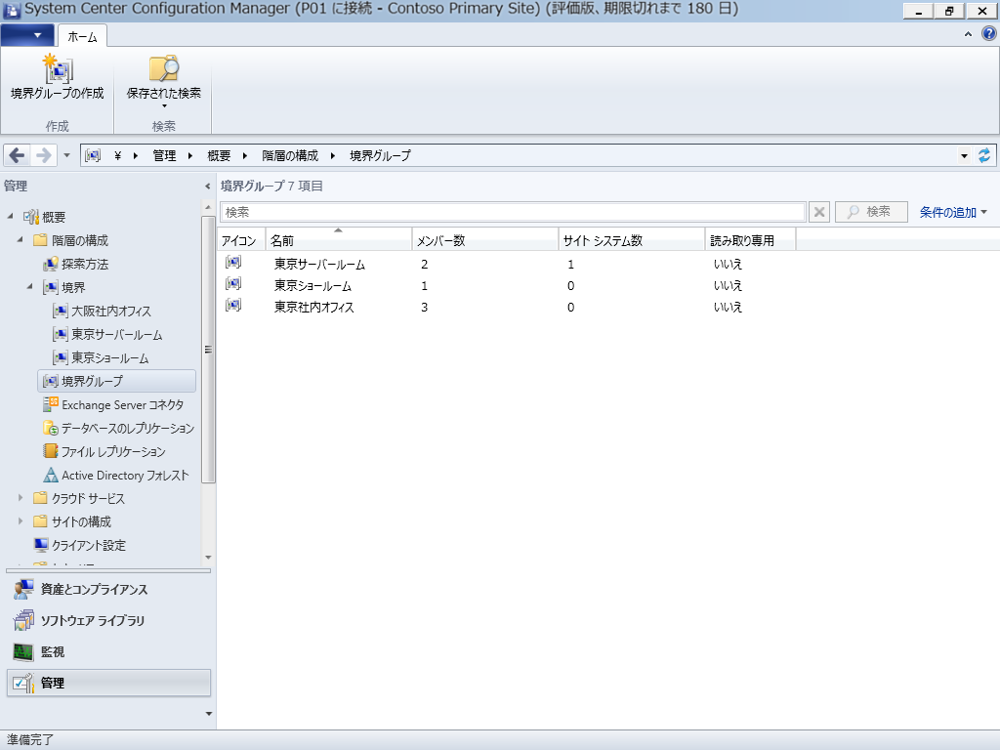 System Center Configuration Manager (P01 に接続 - Contoso Primary Site) (評価版、期限切れまで 180 日)
ホーム
境界グループの作成
保存された検索
作成
検索
¥ 管理 概要 階層の構成 境界グループ
管理
境界グループ 7 項目
検索
検索
条件の追加
アイコン 名前 メンバー数 サイト システム数 読み取り専用
東京サーバールーム 2 1 いいえ
東京ショールーム 1 0 いいえ
東京社内オフィス 3 0 いいえ
概要
階層の構成
探索方法
境界
大阪社内オフィス
東京サーバールーム
東京ショールーム
境界グループ
Exchange Server コネクタ
データベースのレプリケーション
ファイル レプリケーション
Active Directory フォレスト
クラウド サービス
サイトの構成
クライアント設定
資産とコンプライアンス
ソフトウェア ライブラリ
監視
管理
準備完了